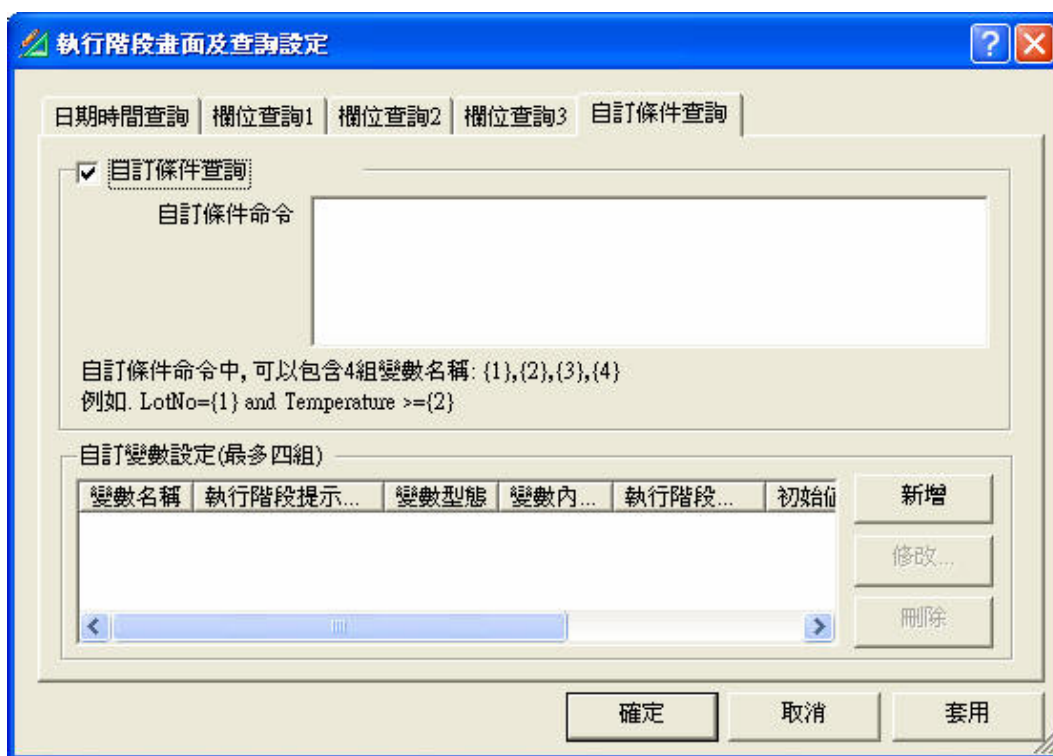 執行階段畫面及查詢設定
日期時間查詢 欄位查詢1 欄位查詢2 欄位查詢3 自訂條件查詢
自訂條件查詢
自訂條件命令
自訂條件命令中, 可以包含4組變數名稱: {1},{2},{3},{4}
例如. LotNo={1} and Temperature >={2}
自訂變數設定(最多四組)
變數名稱 執行階段提示... 變數型態 變數內... 執行階段... 初始值 新增
修改...
刪除
確定 取消 套用